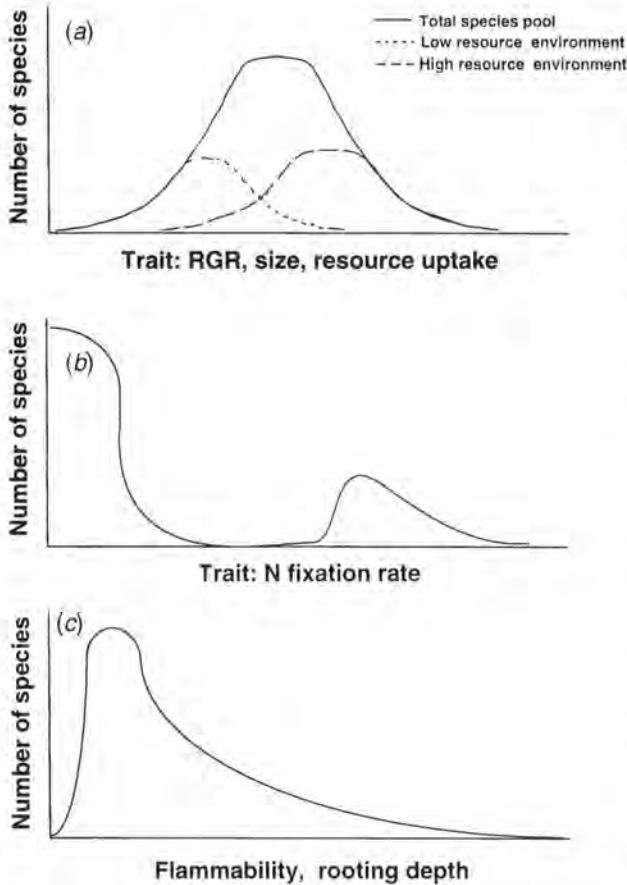 (a)
Total species pool
Low resource environment
High resource environment
Number of species
Trait: RGR, size, resource uptake
(b)
Number of species
Trait: N fixation rate
(c)
Number of species
Flammability, rooting depth